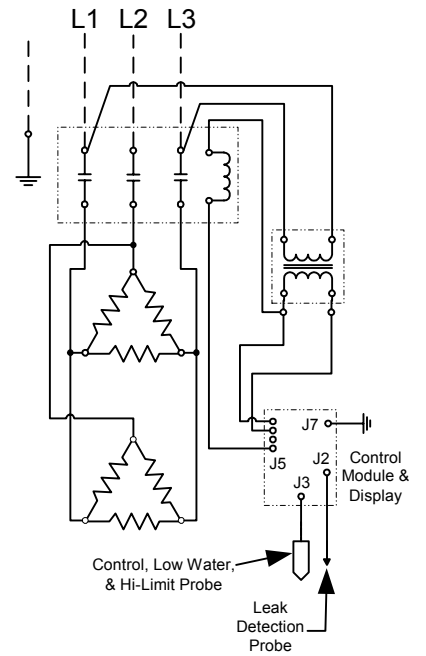 L1 L2 L3
J7
J5
J2
J3
Control
Module &
Display
Control, Low Water,
& Hi-Limit Probe
Leak
Detection
Probe